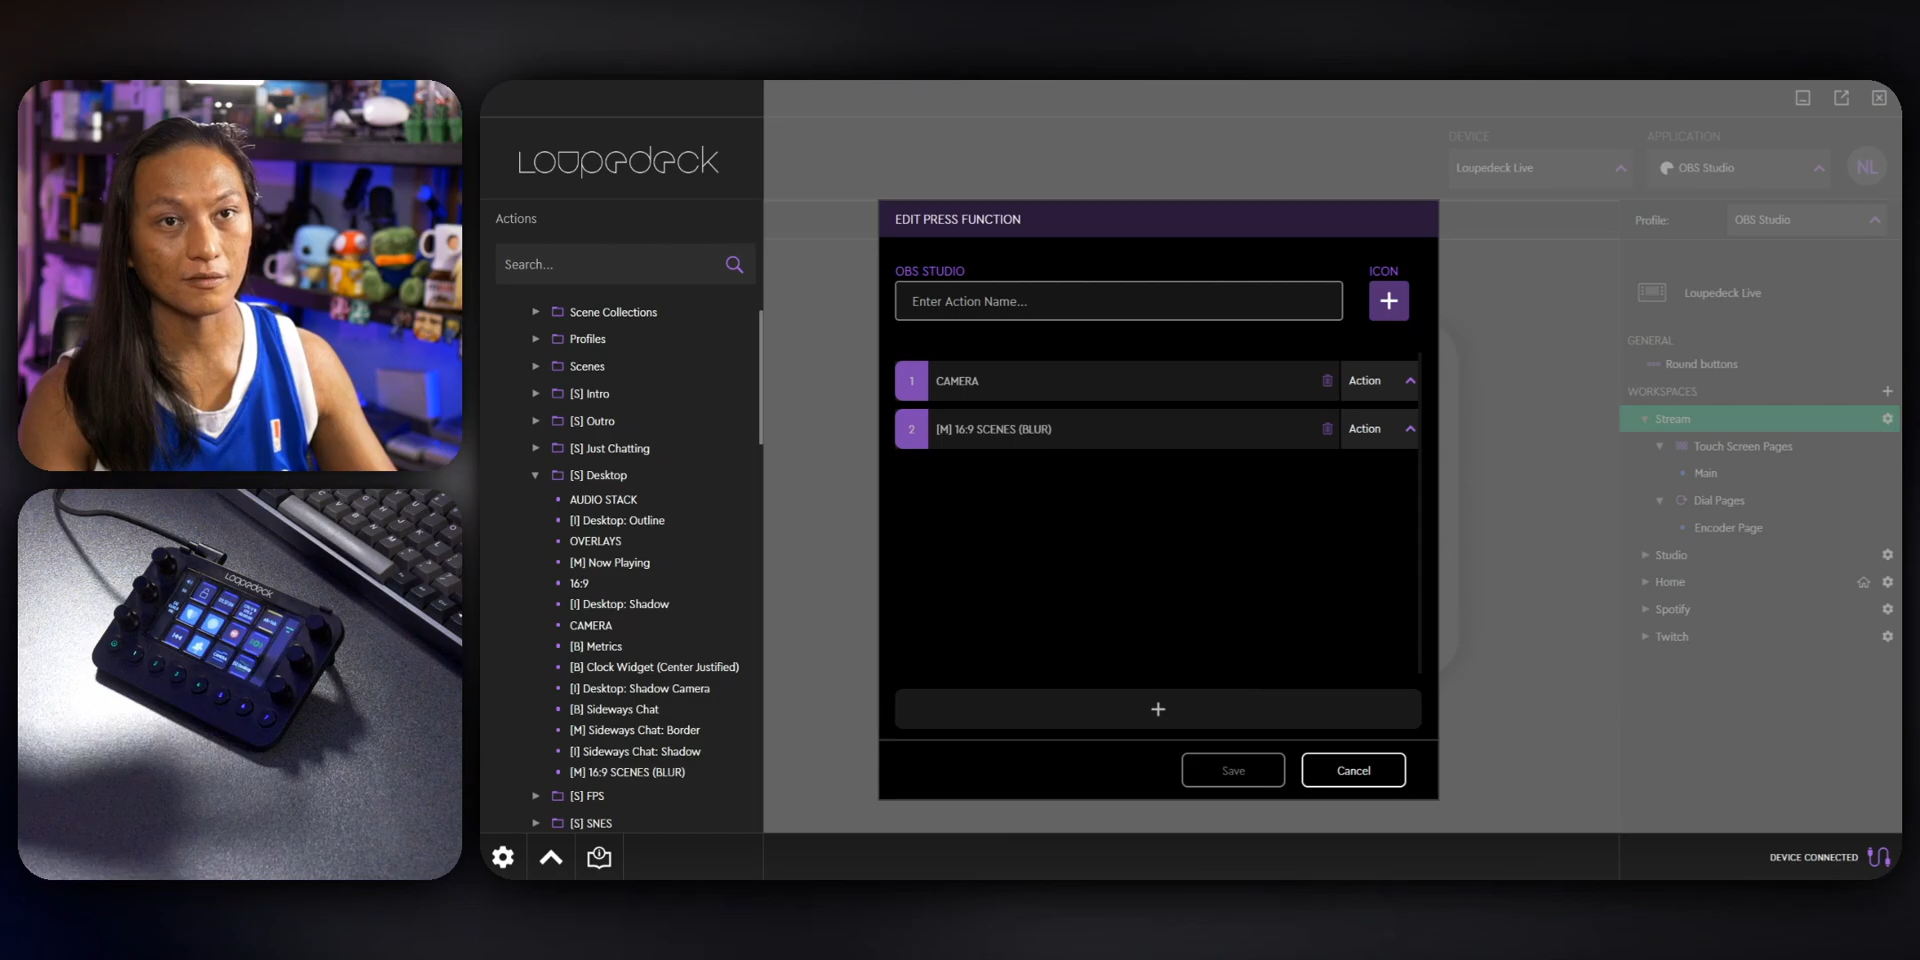 Loupedeck
Actions
Search...
Scene Collections
Profiles
Scenes
[S] Intro
[S] Outro
[S] Just Chatting
[S] Desktop
AUDIO STACK
[I] Desktop: Outline
OVERLAYS
[M] Now Playing
16:9
[I] Desktop: Shadow
CAMERA
[B] Metrics
[B] Clock Widget (Center Justified)
[I] Desktop: Shadow Camera
[B] Sideways Chat
[M] Sideways Chat: Border
[I] Sideways Chat: Shadow
[M] 16:9 SCENES (BLUR)
[S] FPS
[S] SNES
EDIT PRESS FUNCTION
OBS STUDIO
ICON
Enter Action Name...
1 CAMERA Action
2 [M] 16:9 SCENES (BLUR) Action
Save Cancel
DEVICE APPLICATION
Loupedeck Live OBS Studio NL
Profile: OBS Studio
Loupedeck Live
GENERAL
Round buttons
WORKSPACES
Stream
Touch Screen Pages
Main
Dial Pages
Encoder Page
Studio
Home
Spotify
Twitch
DEVICE CONNECTED
Loupedeck